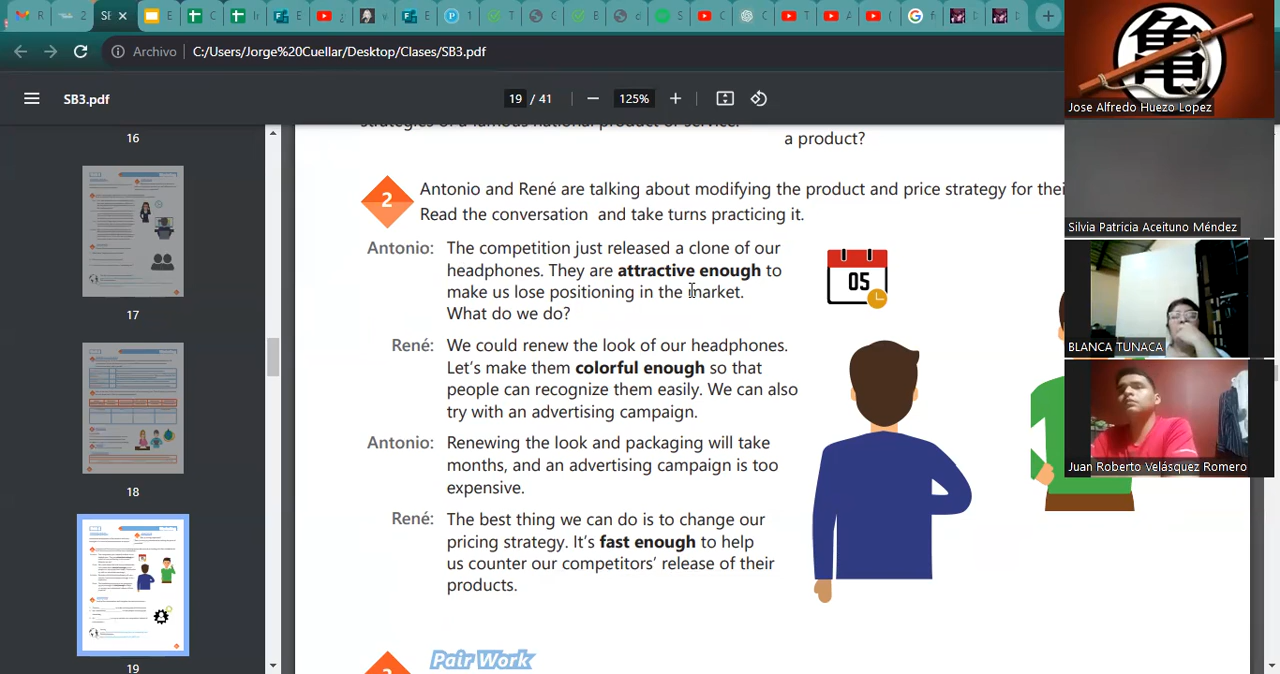 SB
Archivo
C:/Users/Jorge%20Cuellar/Desktop/Clases/SB3.pdf
SB3.pdf
19 / 41
125%
16
17
18
19
a product?
2
Antonio and René are talking about modifying the product and price strategy for thei
Read the conversation and take turns practicing it.
Antonio: The competition just released a clone of our
headphones. They are attractive enough to
make us lose positioning in the market.
What do we do?
05
René: We could renew the look of our headphones.
Let's make them colorful enough so that
people can recognize them easily. We can also
try with an advertising campaign.
Antonio: Renewing the look and packaging will take
months, and an advertising campaign is too
expensive.
René: The best thing we can do is to change our
pricing strategy. It's fast enough to help
us counter our competitors' release of their
products.
Pair Work
亀
Jose Alfredo Huezo Lopez
Silvia Patricia Aceituno Méndez
BLANCA TUNACA
Juan Roberto Velásquez Romero